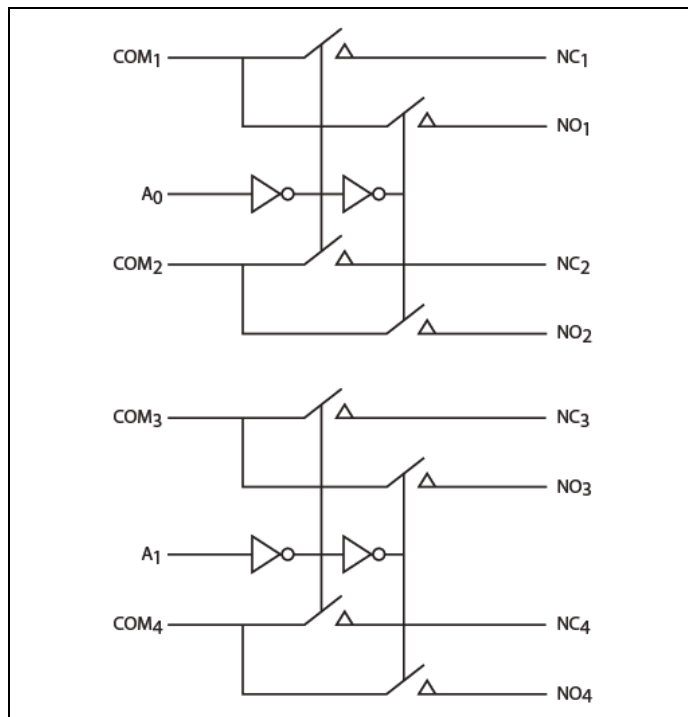 COM1 NC1
NO1
A0
COM2 NC2
NO2
COM3 NC3
NO3
A1
COM4 NC4
NO4